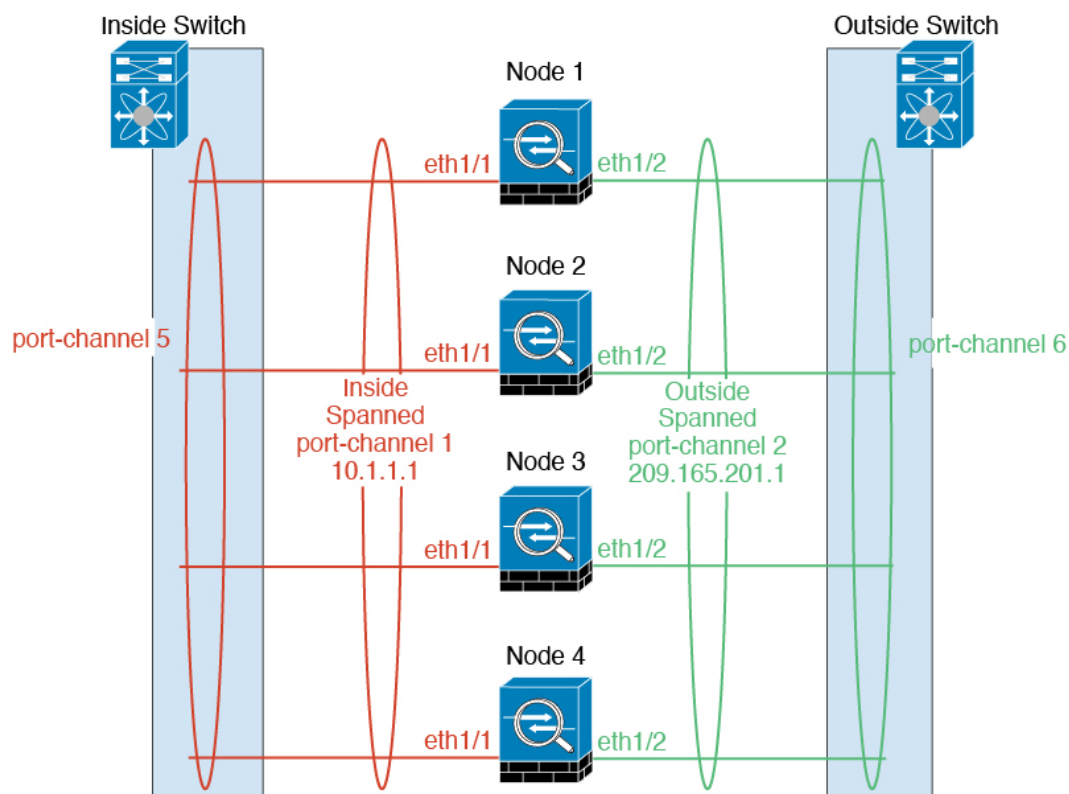 Inside Switch
Outside Switch
Node 1
eth1/1
eth1/2
Node 2
port-channel 5
port-channel 6
eth1/1
eth1/2
Inside
Spanned
port-channel 1
10.1.1.1
Outside
Spanned
port-channel 2
209.165.201.1
Node 3
eth1/1
eth1/2
Node 4
eth1/1
eth1/2